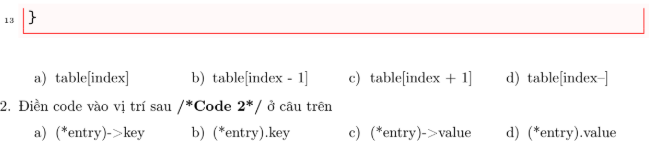 13 }
a) table[index] b) table[index - 1] c) table[index + 1] d) table[index–]
2. Điền code vào vị trí sau /*Code 2*/ ở câu trên
a) (*entry)->key b) (*entry).key c) (*entry)->value d) (*entry).value